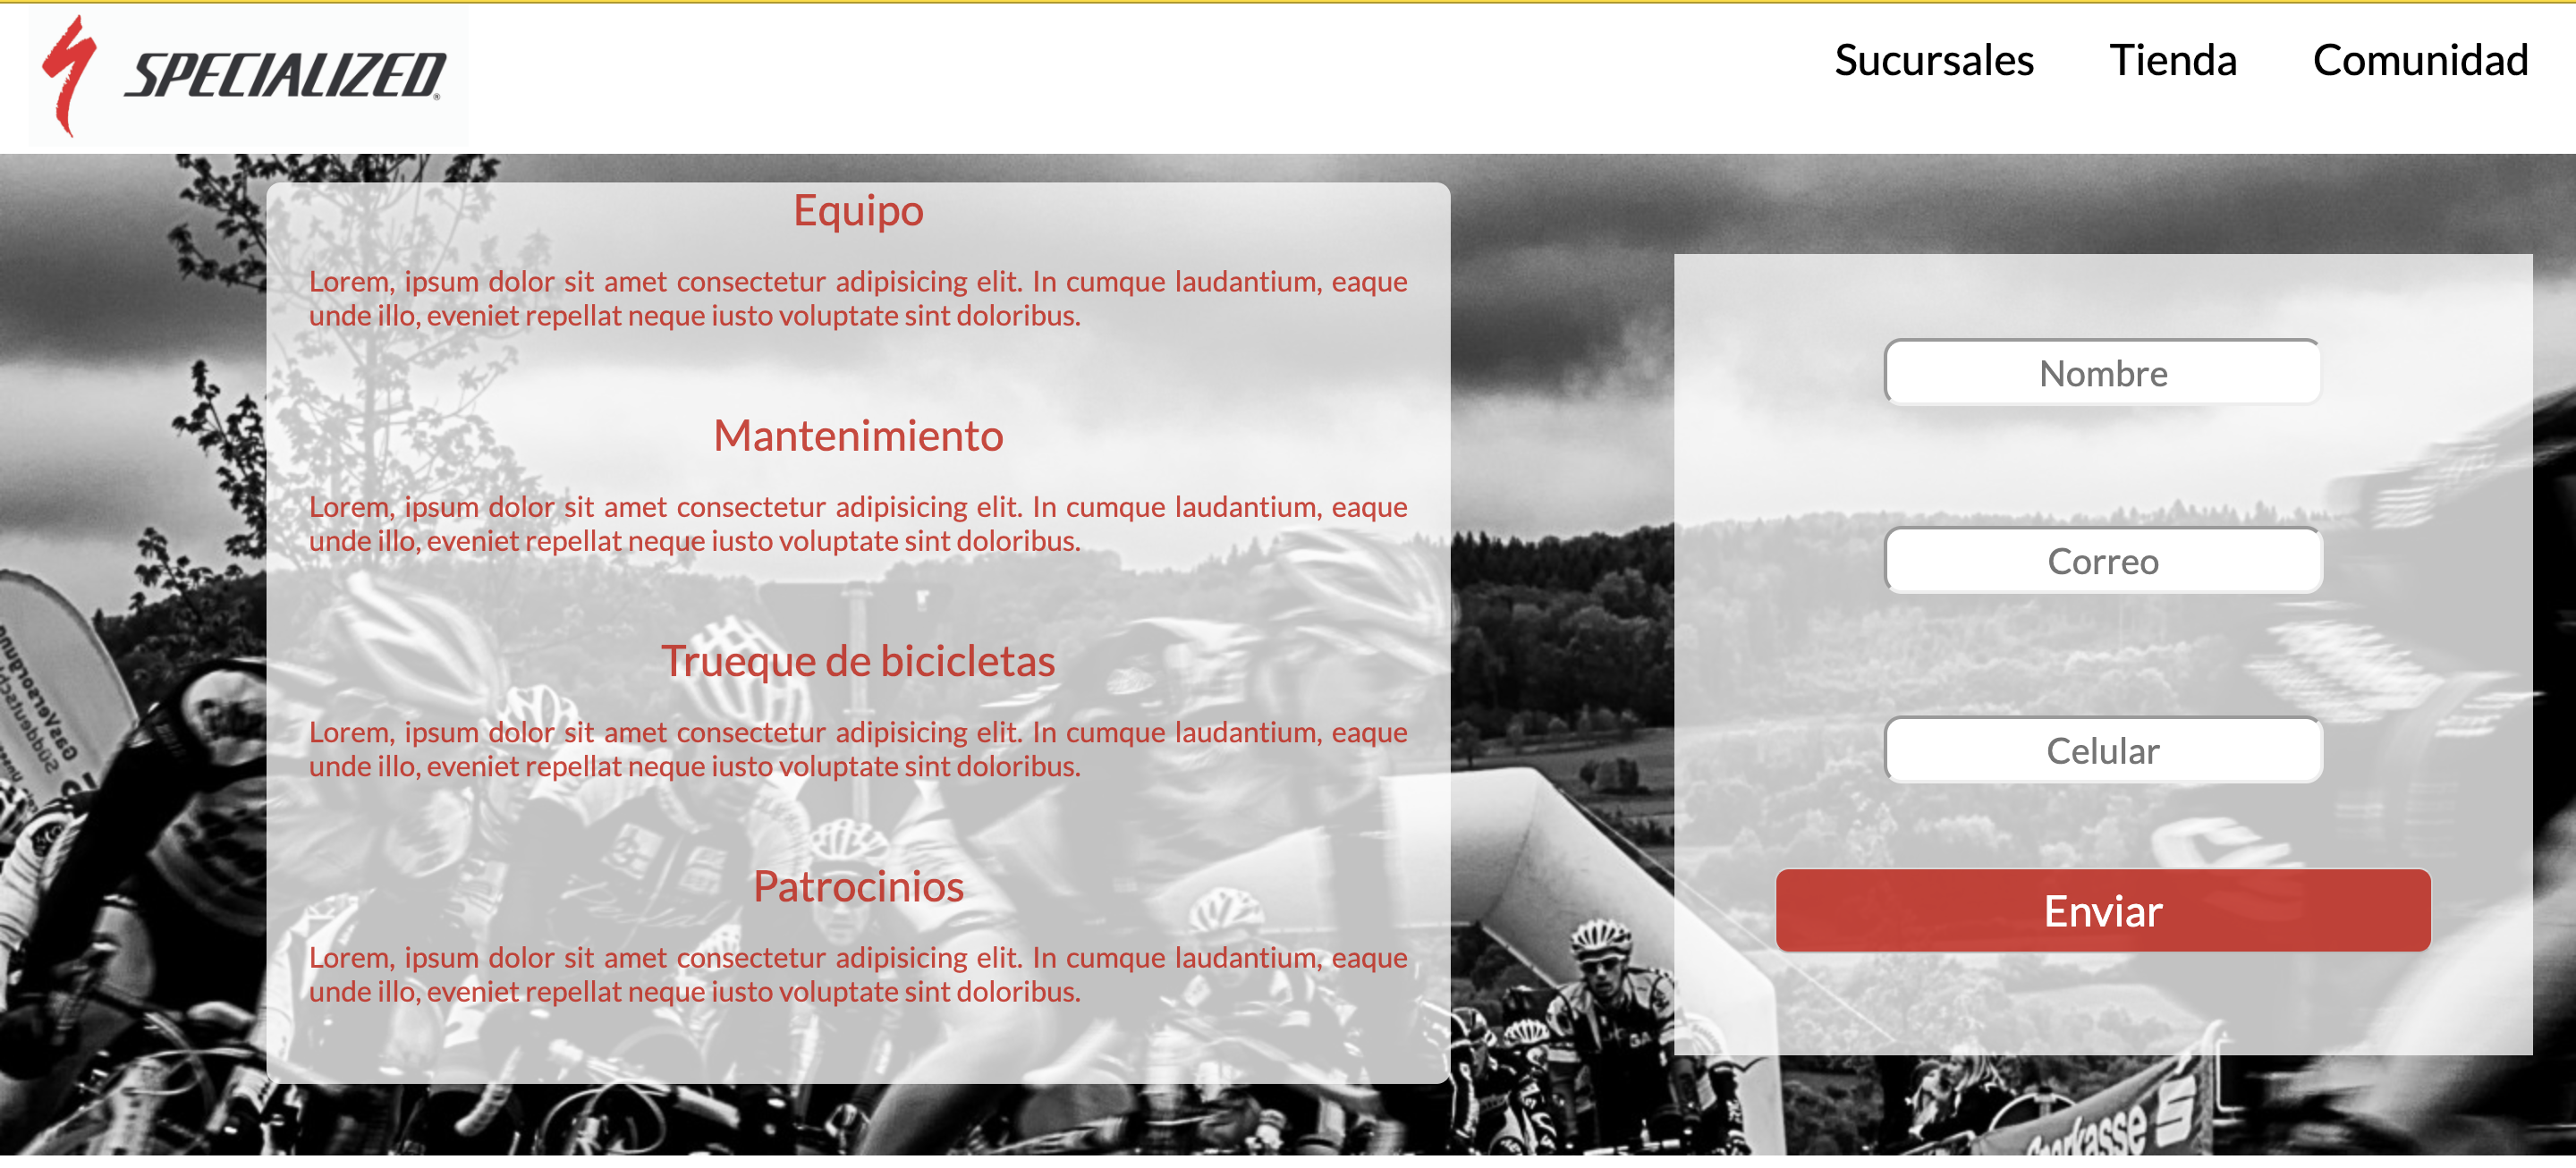 SPECIALIZED®
Sucursales Tienda Comunidad
Equipo
Lorem, ipsum dolor sit amet consectetur adipisicing elit. In cumque laudantium, eaque
unde illo, eveniet repellat neque iusto voluptate sint doloribus.
Mantenimiento
Lorem, ipsum dolor sit amet consectetur adipisicing elit. In cumque laudantium, eaque
unde illo, eveniet repellat neque iusto voluptate sint doloribus.
Trueque de bicicletas
Lorem, ipsum dolor sit amet consectetur adipisicing elit. In cumque laudantium, eaque
unde illo, eveniet repellat neque iusto voluptate sint doloribus.
Patrocinios
Lorem, ipsum dolor sit amet consectetur adipisicing elit. In cumque laudantium, eaque
unde illo, eveniet repellat neque iusto voluptate sint doloribus.
Nombre
Correo
Celular
Enviar
GasVersorgung
Sparkasse